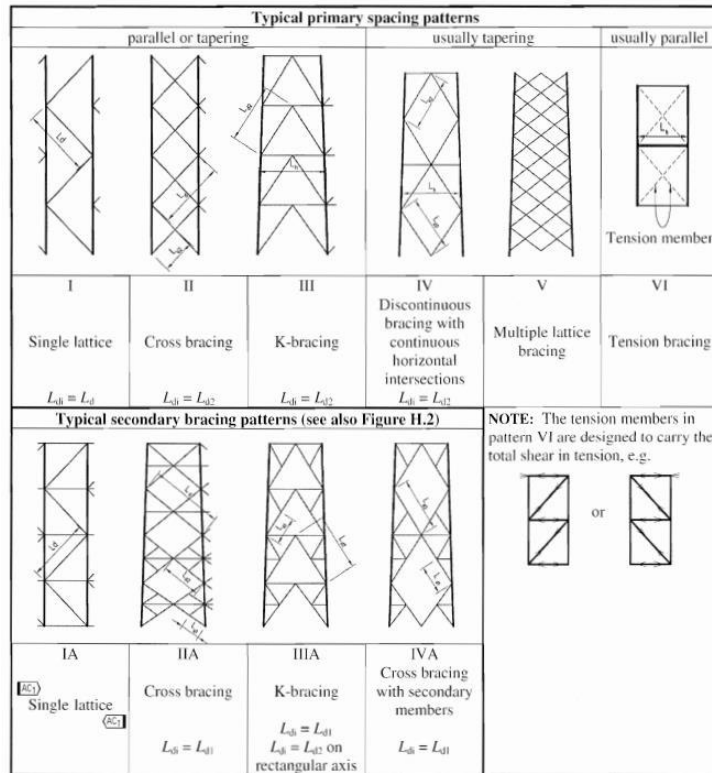 Typical primary spacing patterns
parallel or tapering
usually tapering
usually parallel
Tension member
I
Single lattice
L_di = L_d
II
Cross bracing
L_di = L_d2
III
K-bracing
L_di = L_d2
IV
Discontinuous
bracing with
continuous
horizontal
intersections
L_di = L_d2
V
Multiple lattice
bracing
VI
Tension bracing
Typical secondary bracing patterns (see also Figure H.2)
NOTE: The tension members in
pattern VI are designed to carry the
total shear in tension, e.g.
or
IA
AC1
Single lattice
AC1
IIA
Cross bracing
L_di = L_d1
IIIA
K-bracing
L_di = L_d1
L_di = L_d2 on
rectangular axis
IVA
Cross bracing
with secondary
members
L_di = L_d1